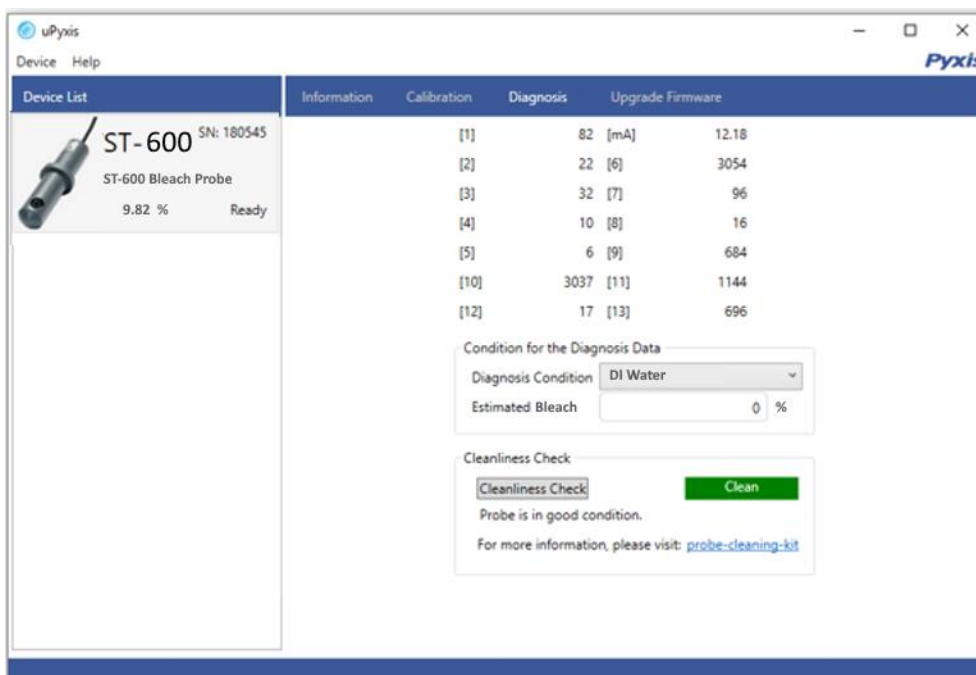 uPyxis
Device Help
Pyxis
Device List
Information Calibration Diagnosis Upgrade Firmware
ST-600 SN: 180545
ST-600 Bleach Probe
9.82 % Ready
[1] 82 [mA] 12.18
[2] 22 [6] 3054
[3] 32 [7] 96
[4] 10 [8] 16
[5] 6 [9] 684
[10] 3037 [11] 1144
[12] 17 [13] 696
Condition for the Diagnosis Data
Diagnosis Condition DI Water
Estimated Bleach 0 %
Cleanliness Check
Cleanliness Check Clean
Probe is in good condition.
For more information, please visit: probe-cleaning-kit